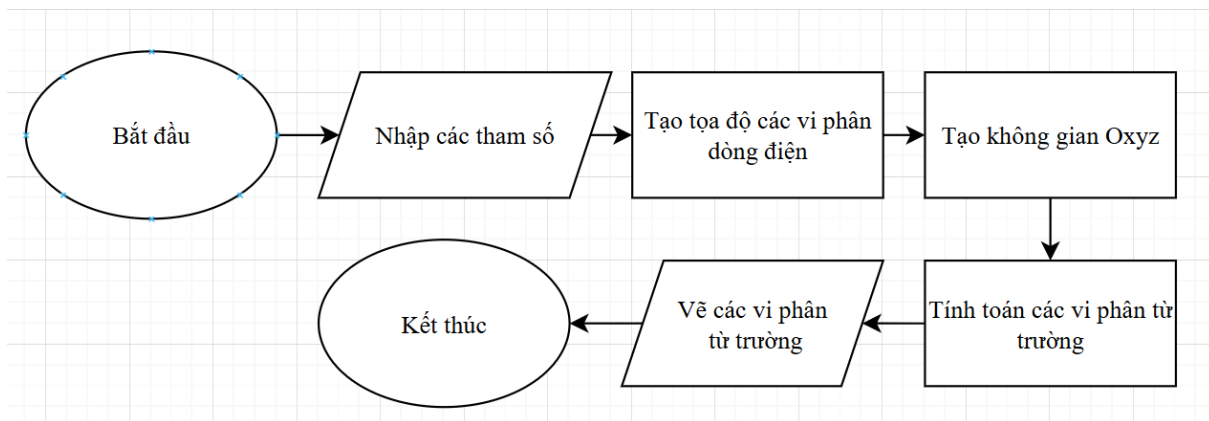 Bắt đầu
Nhập các tham số
Tạo tọa độ các vi phân
dòng điện
Tạo không gian Oxyz
Tính toán các vi phân từ
trường
Vẽ các vi phân
từ trường
Kết thúc